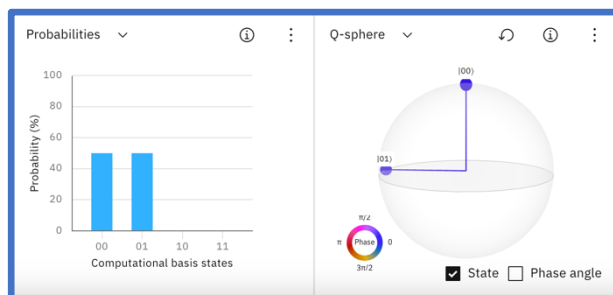 Probabilities
Q-sphere
100
80
60
40
20
0
Probability (%)
00 01 10 11
Computational basis states
|00⟩
|01⟩
π/2
π Phase 0
3π/2
State Phase angle